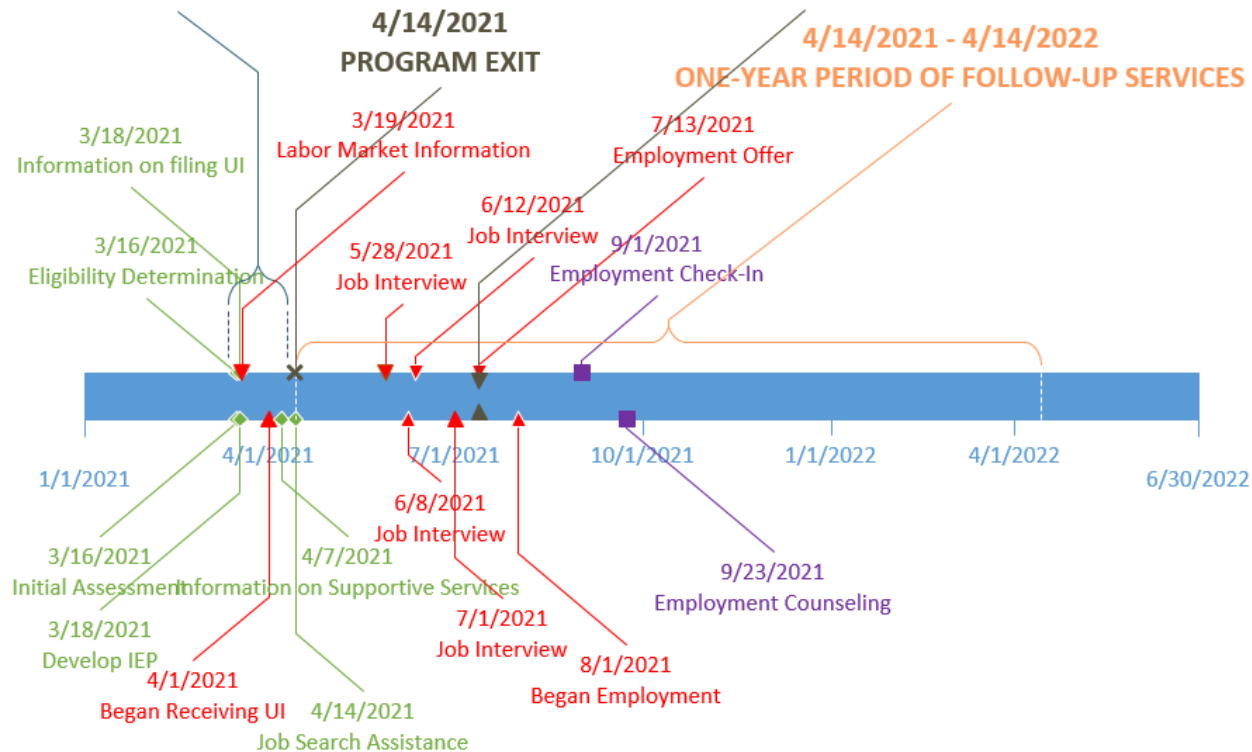 4/14/2021
PROGRAM EXIT
4/14/2021 - 4/14/2022
ONE-YEAR PERIOD OF FOLLOW-UP SERVICES
3/18/2021
Information on filing UI
3/19/2021
Labor Market Information
7/13/2021
Employment Offer
6/12/2021
Job Interview
3/16/2021
Eligibility Determination
5/28/2021
Job Interview
9/1/2021
Employment Check-In
1/1/2021
4/1/2021
7/1/2021
10/1/2021
1/1/2022
4/1/2022
6/30/2022
3/16/2021
Initial Assessment
4/7/2021
Information on Supportive Services
6/8/2021
Job Interview
9/23/2021
Employment Counseling
3/18/2021
Develop IEP
7/1/2021
Job Interview
4/1/2021
Began Receiving UI
8/1/2021
Began Employment
4/14/2021
Job Search Assistance